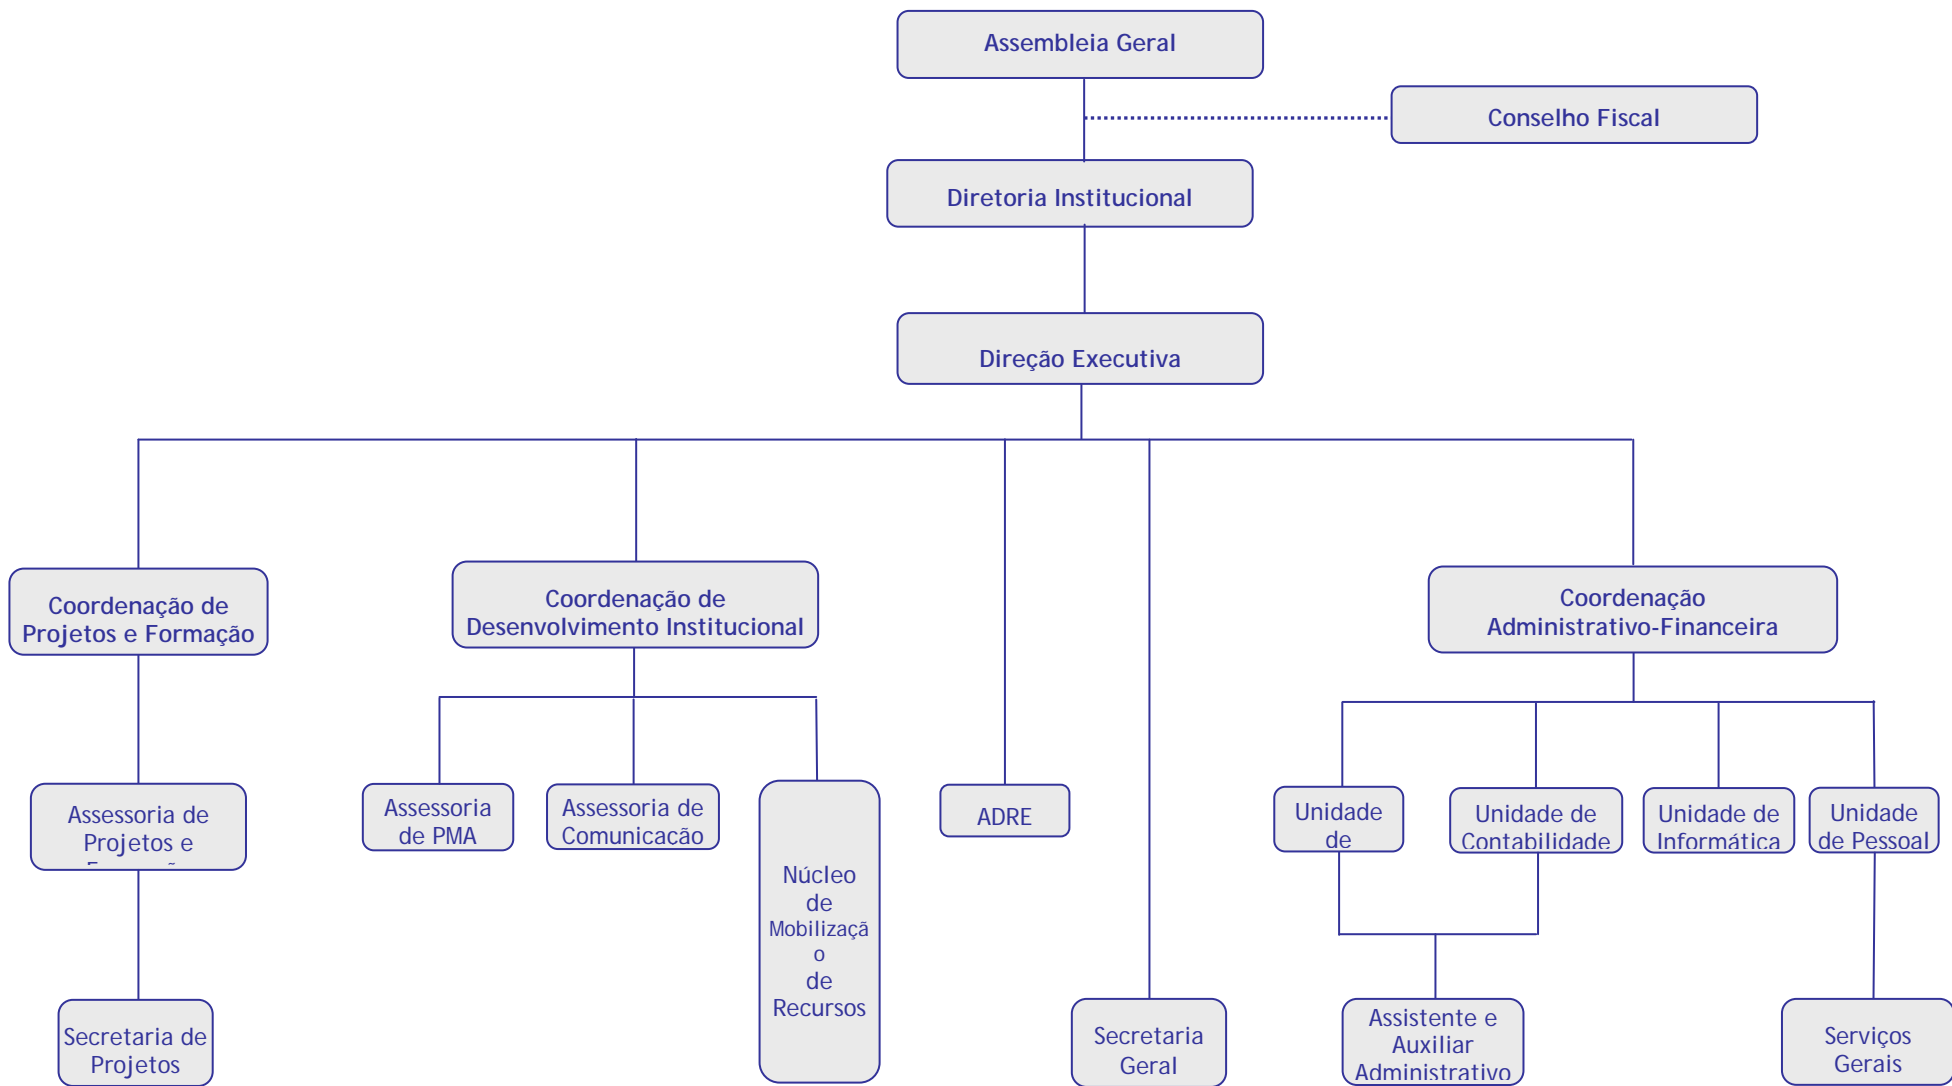 Assembleia Geral
Conselho Fiscal
Diretoria Institucional
Direção Executiva
Coordenação de
Projetos e Formação
Coordenação de
Desenvolvimento Institucional
Coordenação
Administrativo-Financeira
Assessoria de
Projetos e
Assessoria
de PMA
Assessoria de
Comunicação
Núcleo
de
Mobilizaçã
o
de
Recursos
ADRE
Unidade
de
Unidade de
Contabilidade
Unidade de
Informática
Unidade
de Pessoal
Secretaria de
Projetos
Secretaria
Geral
Assistente e
Auxiliar
Administrativo
Serviços
Gerais